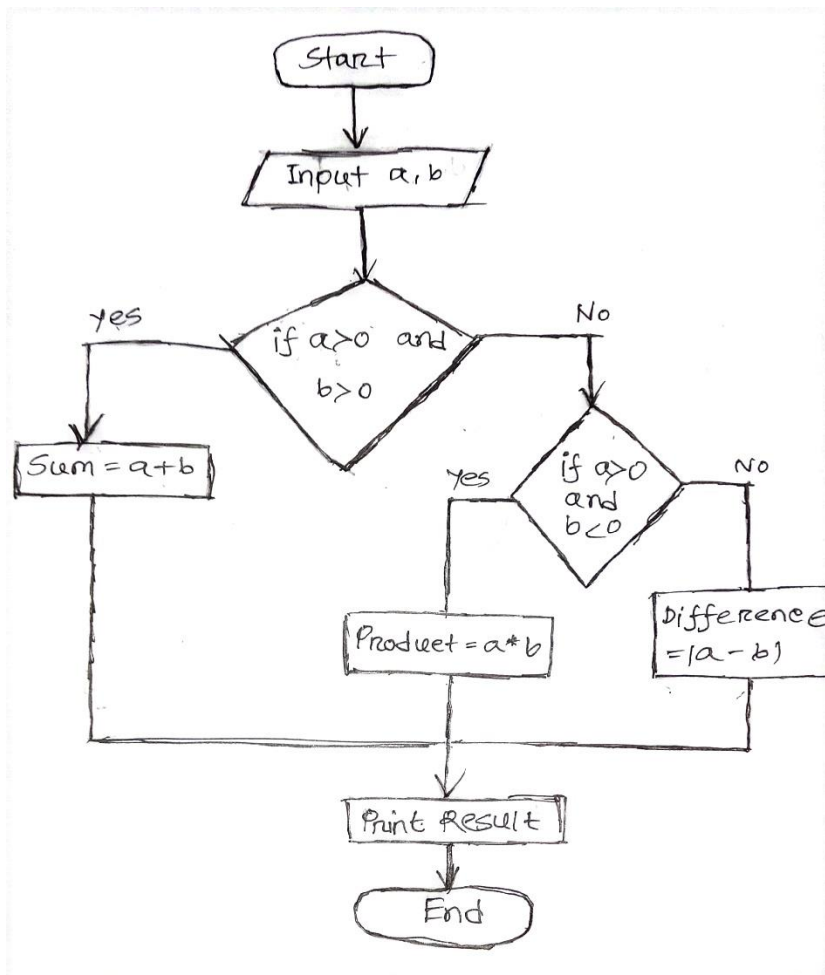 Start
Input a, b
yes
if a>0 and
b>0
No
Sum = a+b
yes
if a>0
and
b<0
No
Product = a*b
Difference
=|a-b|
Print Result
End